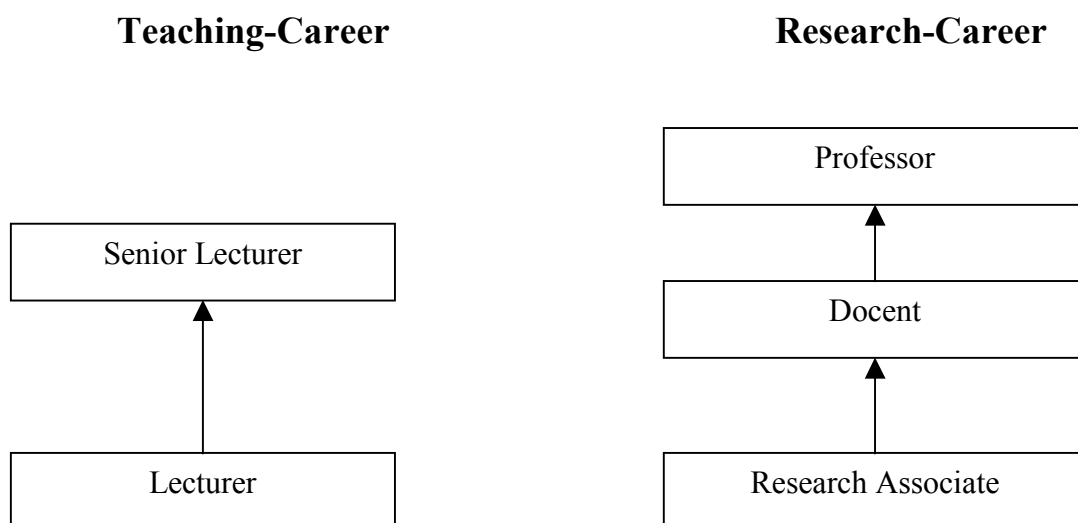 Teaching-Career
Research-Career
Professor
Senior Lecturer
Docent
Lecturer
Research Associate